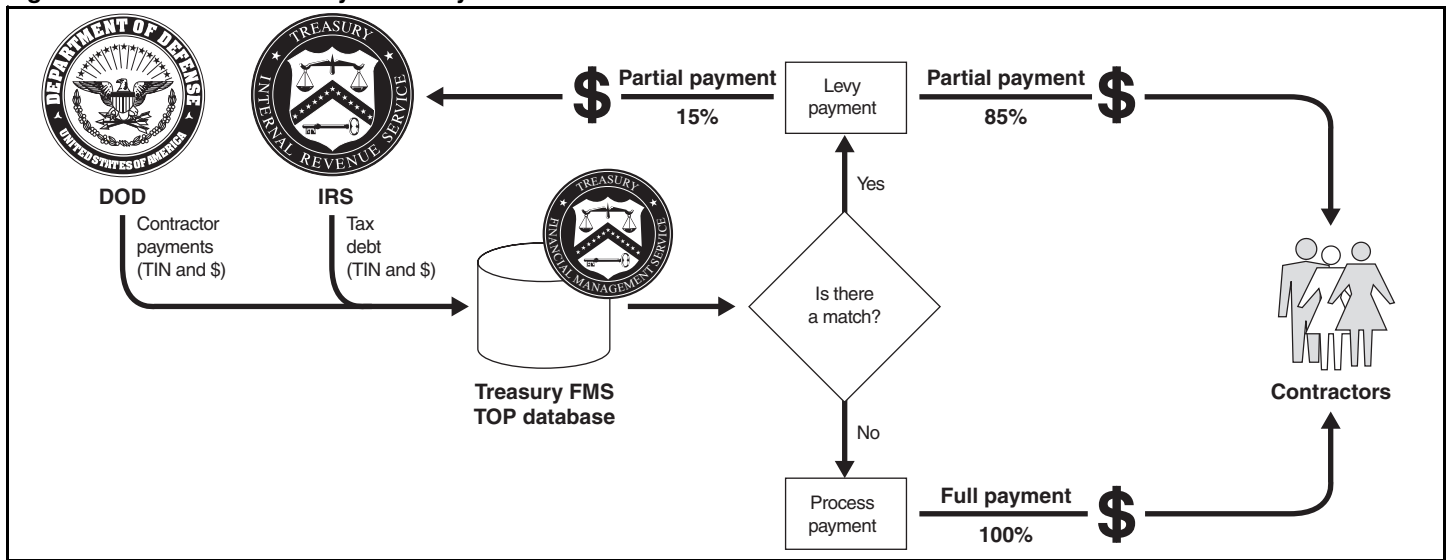 DEPARTMENT OF DEFENSE
UNITED STATES OF AMERICA
TREASURY
INTERNAL REVENUE SERVICE
DOD
IRS
Contractor
payments
(TIN and $)
Tax
debt
(TIN and $)
TREASURY
FINANCIAL MANAGEMENT SERVICE
Treasury FMS
TOP database
Is there
a match?
Yes
No
Levy
payment
$
Partial payment
15%
Partial payment
85%
$
Process
payment
Full payment
100%
$
Contractors